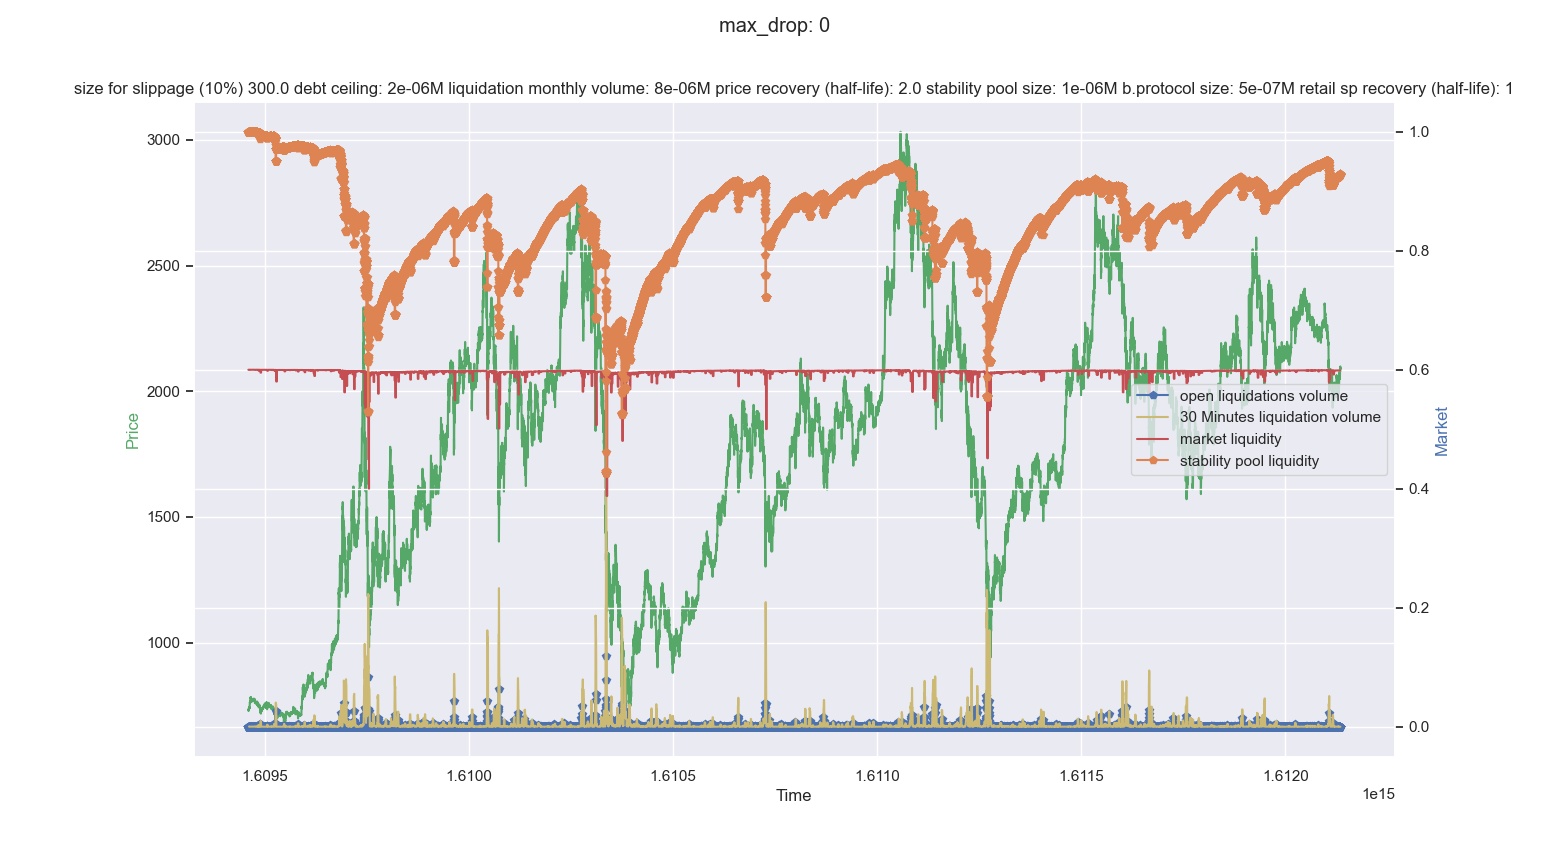 max_drop: 0
size for slippage (10%) 300.0 debt ceiling: 2e-06M liquidation monthly volume: 8e-06M price recovery (half-life): 2.0 stability pool size: 1e-06M b.protocol size: 5e-07M retail sp recovery (half-life): 1
3000
2500
2000
1500
1000
Price
1.0
0.8
0.6
0.4
0.2
0.0
Market
open liquidations volume
30 Minutes liquidation volume
market liquidity
stability pool liquidity
1.6095
1.6100
1.6105
1.6110
1.6115
1.6120
Time
1e15